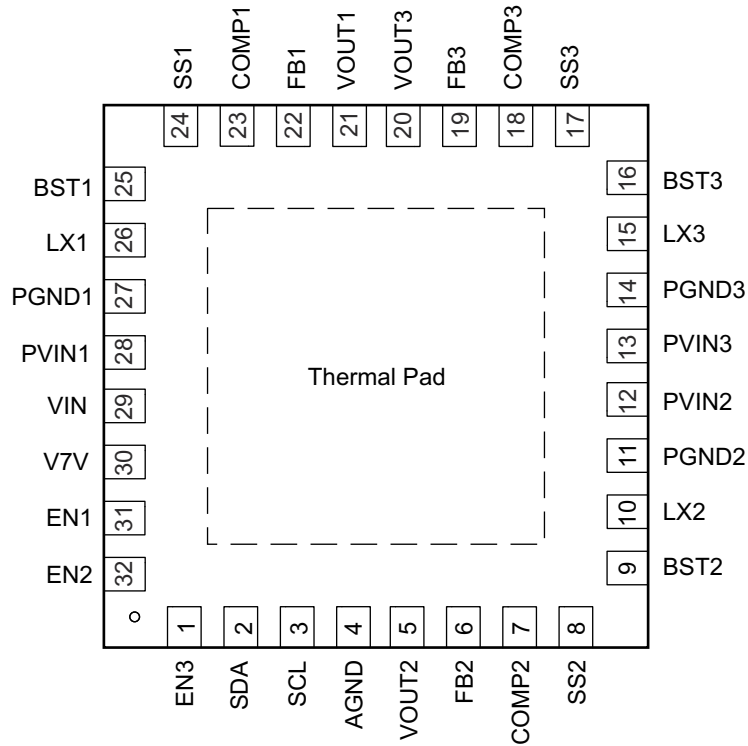 SS1
COMP1
FB1
VOUT1
VOUT3
FB3
COMP3
SS3
24
23
22
21
20
19
18
17
BST1 25
LX1 26
PGND1 27
PVIN1 28
VIN 29
V7V 30
EN1 31
EN2 32
Thermal Pad
16 BST3
15 LX3
14 PGND3
13 PVIN3
12 PVIN2
11 PGND2
10 LX2
9 BST2
1
2
3
4
5
6
7
8
EN3
SDA
SCL
AGND
VOUT2
FB2
COMP2
SS2